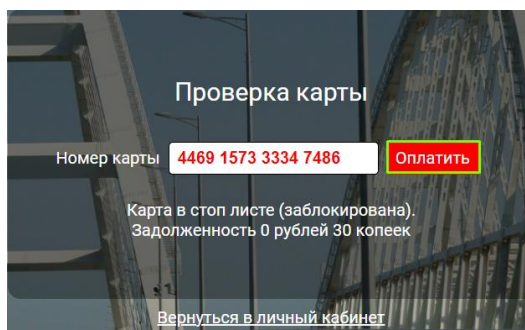 Проверка карты
Номер карты 4469 1573 3334 7486 Оплатить
Карта в стоп листе (заблокирована).
Задолженность 0 рублей 30 копеек
Вернуться в личный кабинет